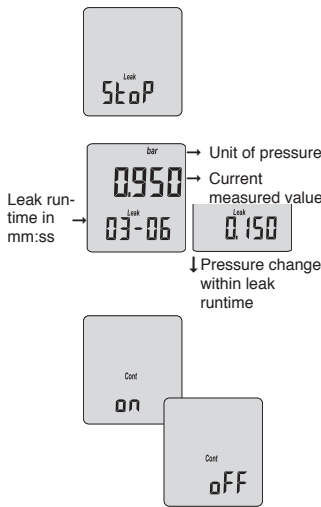 Leak
StoP
bar
Unit of pressure
0.950
Current
measured value
Leak run-
time in
mm:ss
Leak
03-06
Leak
0.150
Pressure change
within leak
runtime
Cont
on
Cont
oFF